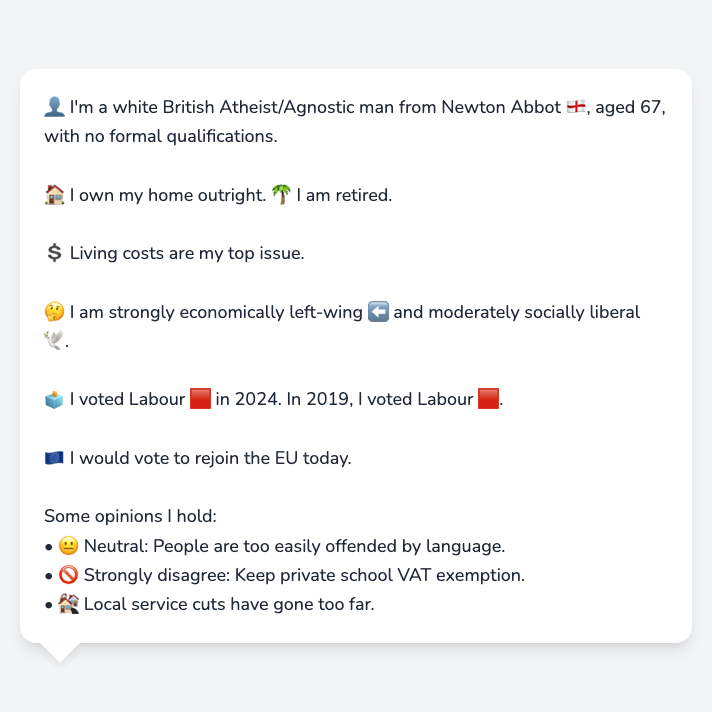 👤 I'm a white British Atheist/Agnostic man from Newton Abbot 🏴󠁧󠁢󠁥󠁮󠁧󠁿, aged 67,
with no formal qualifications.
🏠 I own my home outright. 🌴 I am retired.
💲 Living costs are my top issue.
🤔 I am strongly economically left-wing ⬅️ and moderately socially liberal
🕊️.
🗳️ I voted Labour 🟥 in 2024. In 2019, I voted Labour 🟥.
🇪🇺 I would vote to rejoin the EU today.
Some opinions I hold:
• 😐 Neutral: People are too easily offended by language.
• 🚫 Strongly disagree: Keep private school VAT exemption.
• 🏚️ Local service cuts have gone too far.